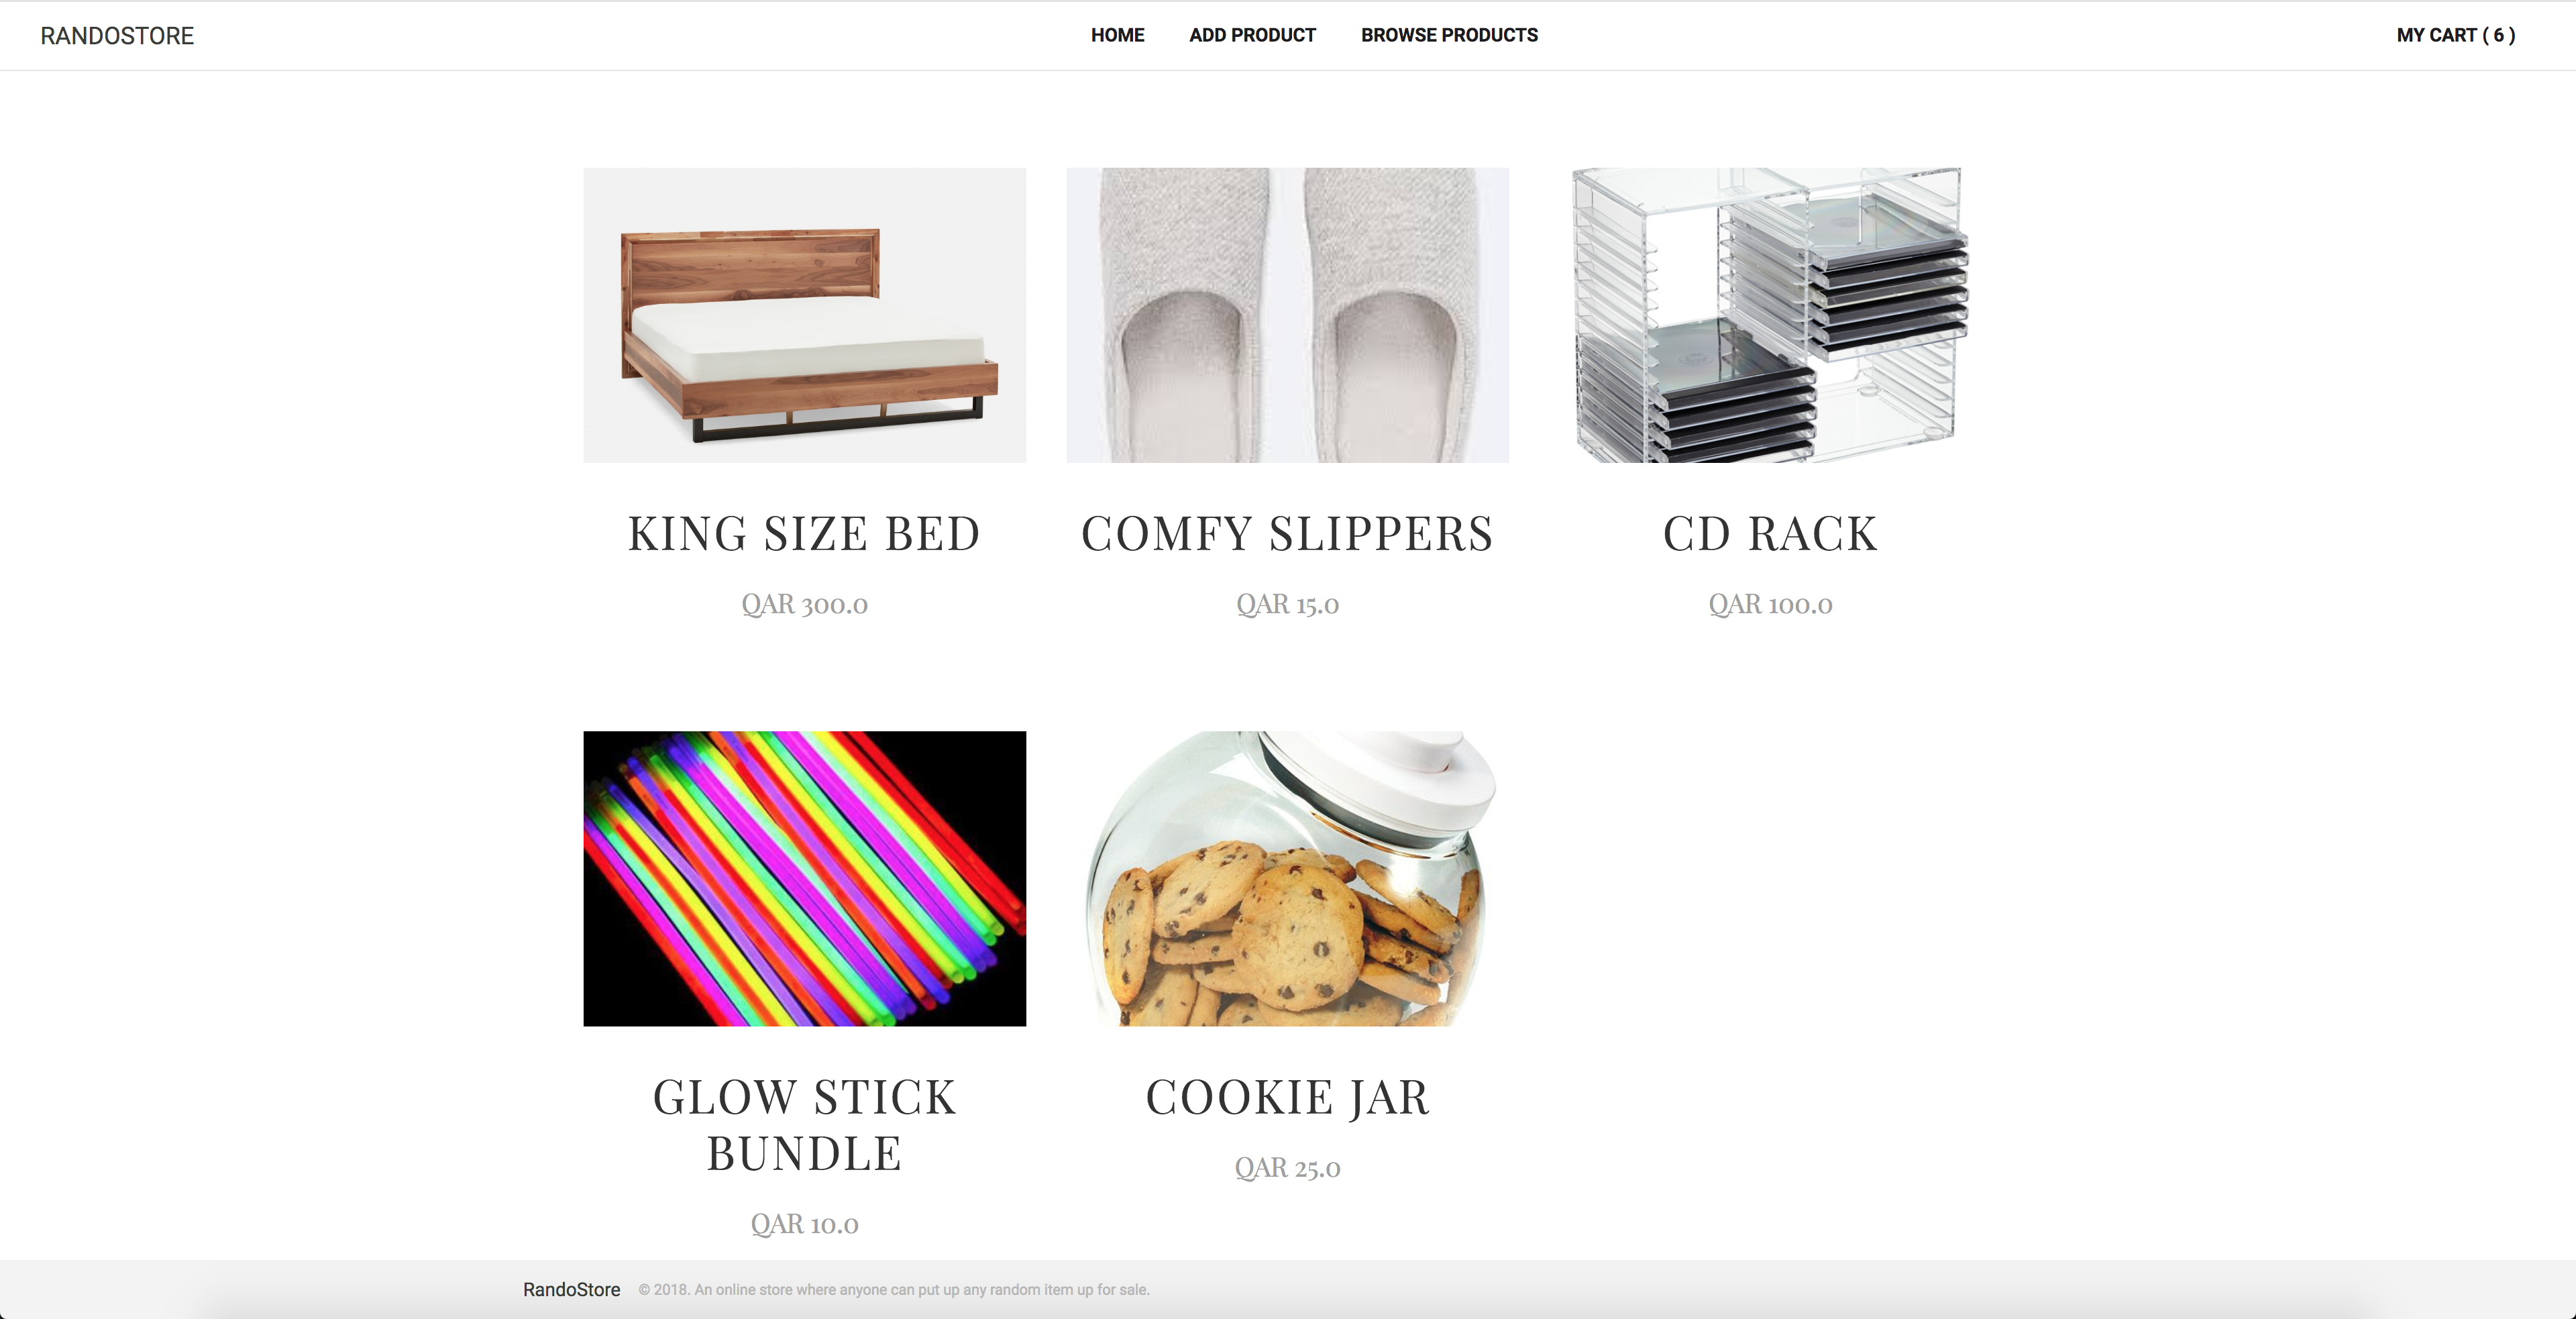 RANDOSTORE
HOME ADD PRODUCT BROWSE PRODUCTS
MY CART ( 6 )
KING SIZE BED
QAR 300.0
COMFY SLIPPERS
QAR 15.0
CD RACK
QAR 100.0
GLOW STICK
BUNDLE
QAR 10.0
COOKIE JAR
QAR 25.0
RandoStore © 2018. An online store where anyone can put up any random item up for sale.